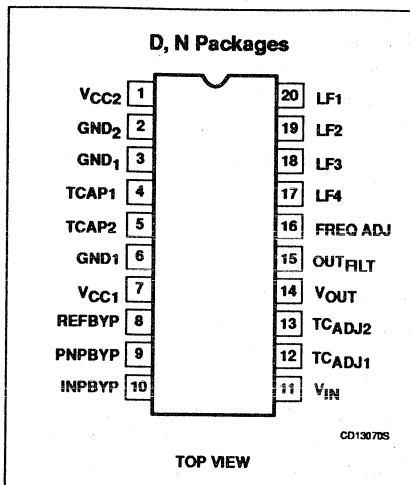 D, N Packages
VCC2 1 20 LF1
GND2 2 19 LF2
GND1 3 18 LF3
TCAP1 4 17 LF4
TCAP2 5 16 FREQ ADJ
GND1 6 15 OUTFILT
VCC1 7 14 VOUT
REFBYP 8 13 TCADJ2
PNPBYP 9 12 TCADJ1
INPBYP 10 11 VIN
CD13070S
TOP VIEW